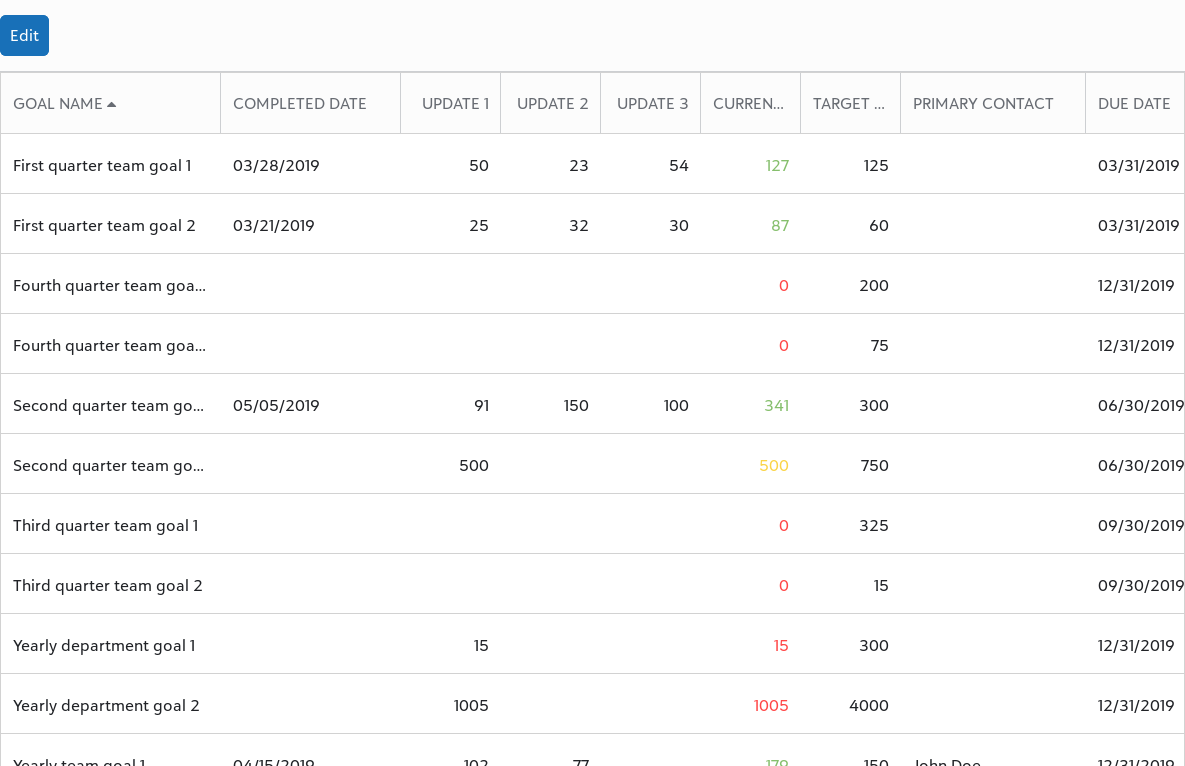 Edit
GOAL NAME COMPLETED DATE UPDATE 1 UPDATE 2 UPDATE 3 CURREN... TARGET ... PRIMARY CONTACT DUE DATE
First quarter team goal 1 03/28/2019 50 23 54 127 125 03/31/2019
First quarter team goal 2 03/21/2019 25 32 30 87 60 03/31/2019
Fourth quarter team goa... 0 200 12/31/2019
Fourth quarter team goa... 0 75 12/31/2019
Second quarter team go... 05/05/2019 91 150 100 341 300 06/30/2019
Second quarter team go... 500 500 750 06/30/2019
Third quarter team goal 1 0 325 09/30/2019
Third quarter team goal 2 0 15 09/30/2019
Yearly department goal 1 15 15 300 12/31/2019
Yearly department goal 2 1005 1005 4000 12/31/2019
Yearly team goal 1 04/15/2019 102 77 179 150 John Doe 12/31/2019